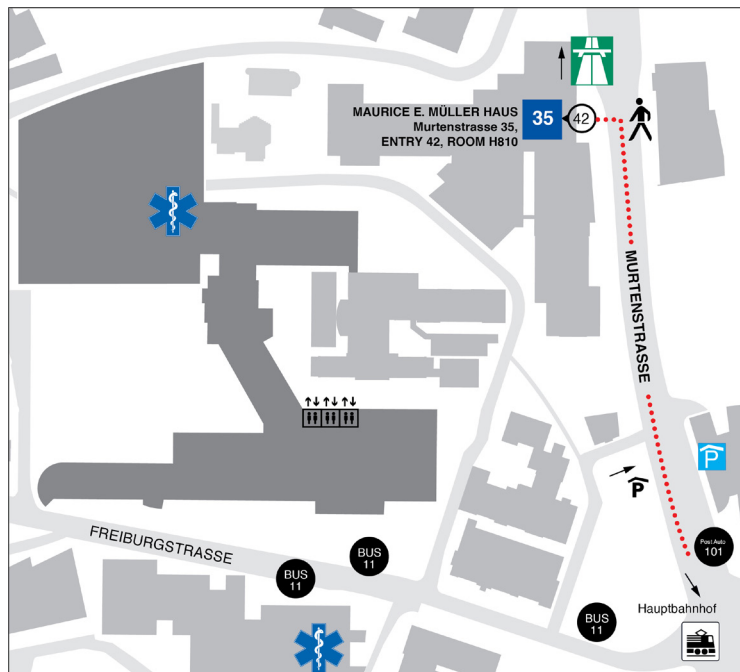 MAURICE E. MÜLLER HAUS
Murtenstrasse 35,
ENTRY 42, ROOM H810
35
42
MURTENSTRASSE
P
P
Post Auto
101
FREIBURGSTRASSE
BUS
11
BUS
11
BUS
11
Hauptbahnhof